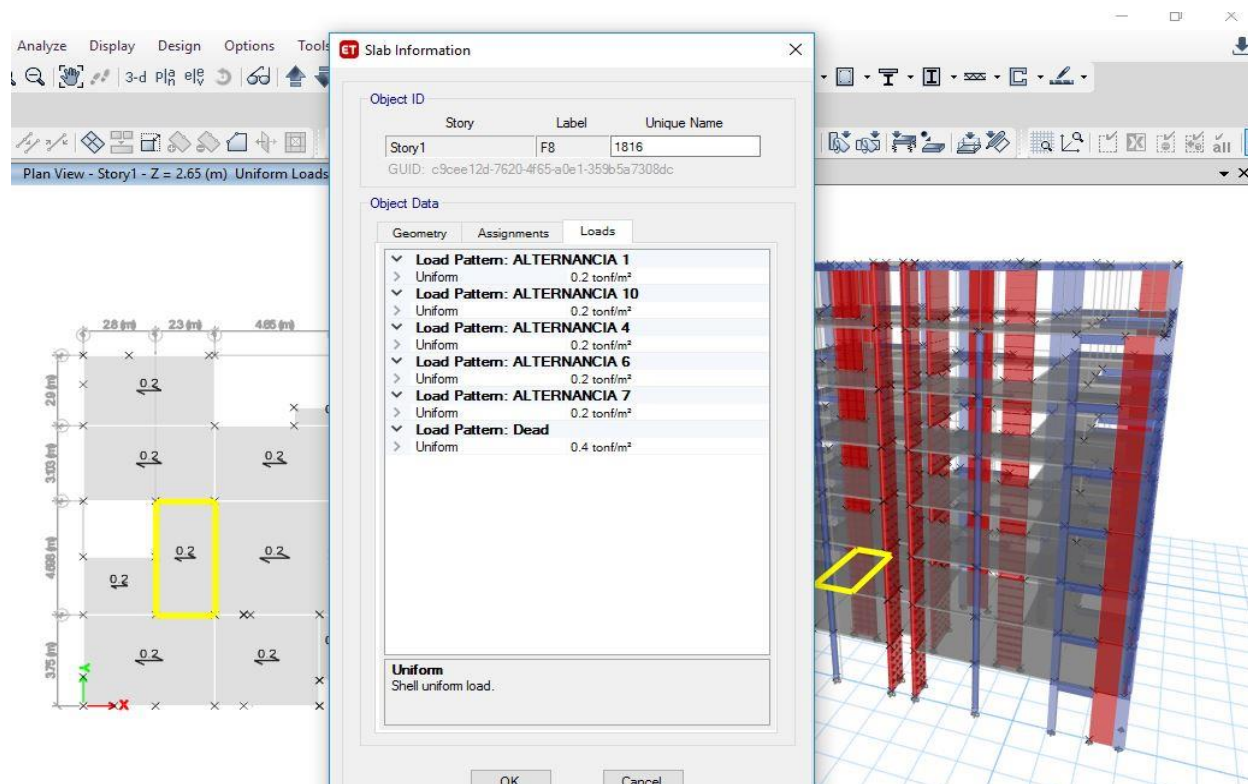 Analyze Display Design Options Tools
3-d
all
Plan View - Story1 - Z = 2.65 (m) Uniform Loads
2.8 (m) 2.3 (m) 4.65 (m)
2.9 (m)
3.103 (m)
4.698 (m)
3.75 (m)
0.2
0.2 0.2
0.2 0.2
0.2
0.2 0.2
Y
X
ET Slab Information
Object ID
Story Label Unique Name
Story1 F8 1816
GUID: c9cee12d-7620-4f65-a0e1-359b5a7308dc
Object Data
Geometry Assignments Loads
Load Pattern: ALTERNANCIA 1
Uniform 0.2 tonf/m²
Load Pattern: ALTERNANCIA 10
Uniform 0.2 tonf/m²
Load Pattern: ALTERNANCIA 4
Uniform 0.2 tonf/m²
Load Pattern: ALTERNANCIA 6
Uniform 0.2 tonf/m²
Load Pattern: ALTERNANCIA 7
Uniform 0.2 tonf/m²
Load Pattern: Dead
Uniform 0.4 tonf/m²
Uniform
Shell uniform load.
OK Cancel